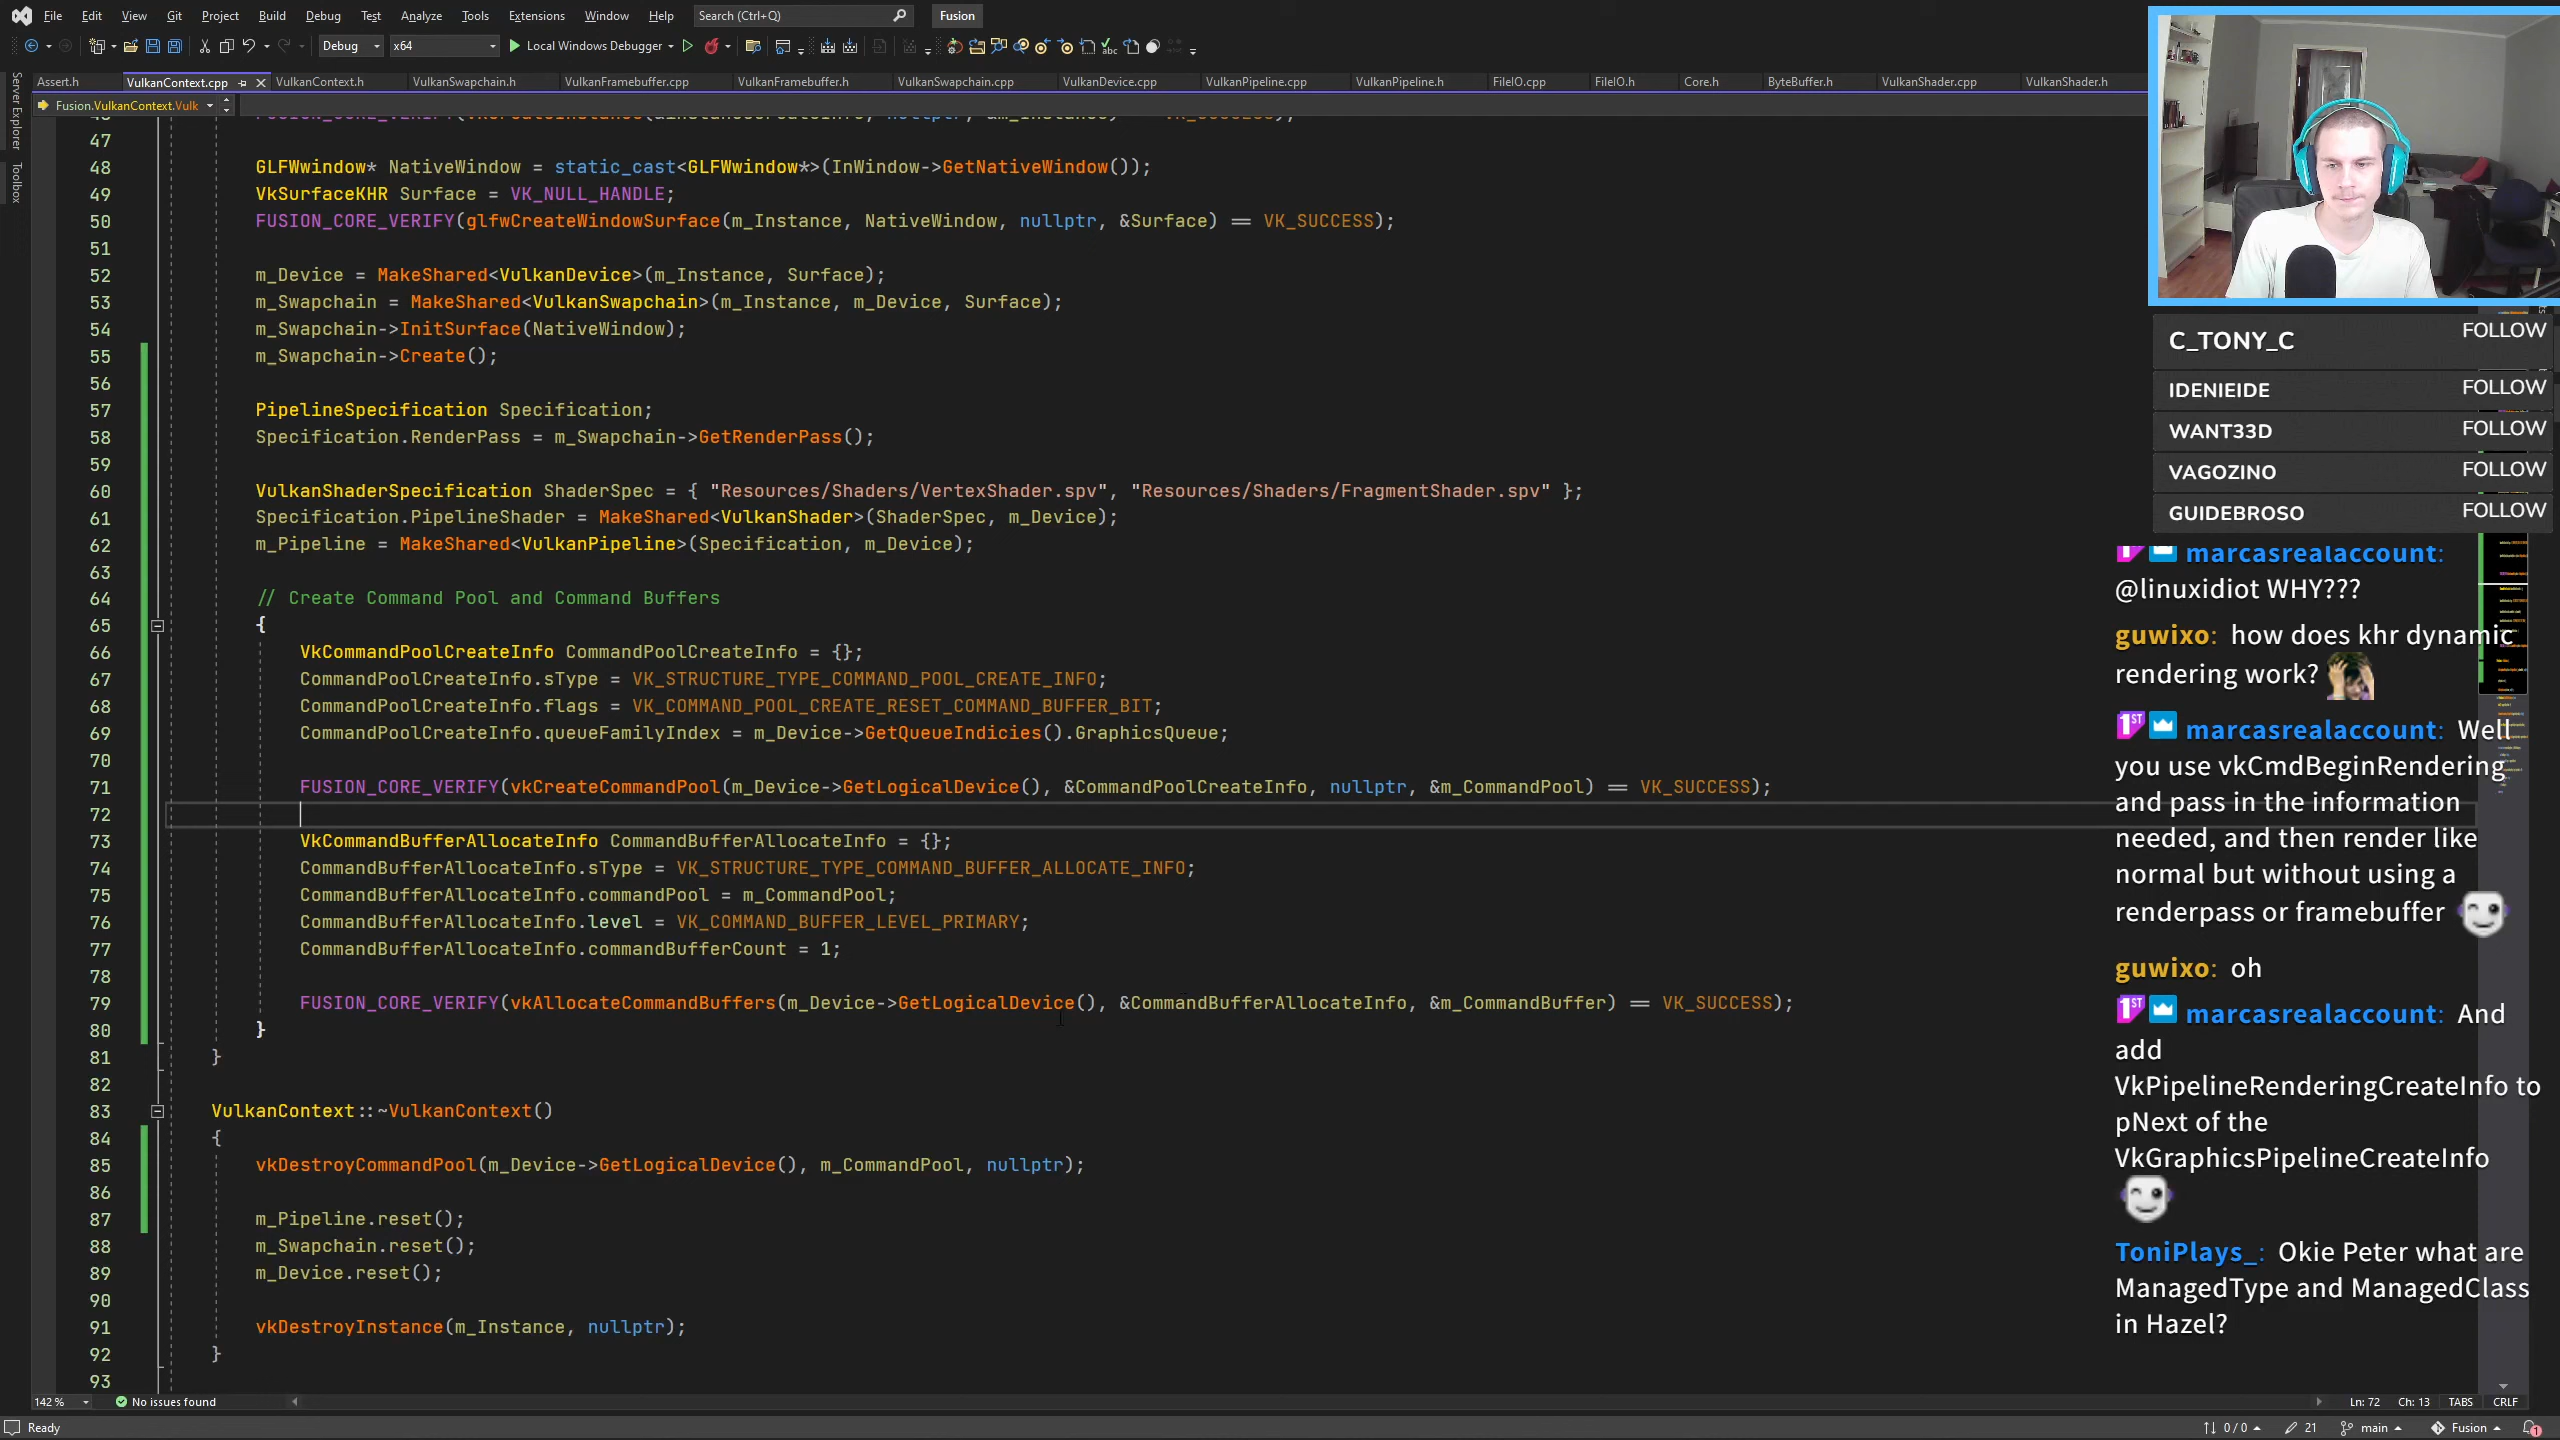 File Edit View Git Project Build Debug Test Analyze Tools Extensions Window Help Search (Ctrl+Q) Fusion
Debug x64 Local Windows Debugger
Server Explorer
Toolbox
Assert.h VulkanContext.cpp VulkanContext.h VulkanSwapchain.h VulkanFramebuffer.cpp VulkanFramebuffer.h VulkanSwapchain.cpp VulkanDevice.cpp VulkanPipeline.cpp VulkanPipeline.h FileIO.cpp FileIO.h Core.h ByteBuffer.h VulkanShader.cpp VulkanShader.h
Fusion.VulkanContext.Vulk
47
48 GLFWwindow* NativeWindow = static_cast<GLFWwindow*>(InWindow->GetNativeWindow());
49 VkSurfaceKHR Surface = VK_NULL_HANDLE;
50 FUSION_CORE_VERIFY(glfwCreateWindowSurface(m_Instance, NativeWindow, nullptr, &Surface) == VK_SUCCESS);
51
52 m_Device = MakeShared<VulkanDevice>(m_Instance, Surface);
53 m_Swapchain = MakeShared<VulkanSwapchain>(m_Instance, m_Device, Surface);
54 m_Swapchain->InitSurface(NativeWindow);
55 m_Swapchain->Create();
56
57 PipelineSpecification Specification;
58 Specification.RenderPass = m_Swapchain->GetRenderPass();
59
60 VulkanShaderSpecification ShaderSpec = { "Resources/Shaders/VertexShader.spv", "Resources/Shaders/FragmentShader.spv" };
61 Specification.PipelineShader = MakeShared<VulkanShader>(ShaderSpec, m_Device);
62 m_Pipeline = MakeShared<VulkanPipeline>(Specification, m_Device);
63
64 // Create Command Pool and Command Buffers
65 {
66 VkCommandPoolCreateInfo CommandPoolCreateInfo = {};
67 CommandPoolCreateInfo.sType = VK_STRUCTURE_TYPE_COMMAND_POOL_CREATE_INFO;
68 CommandPoolCreateInfo.flags = VK_COMMAND_POOL_CREATE_RESET_COMMAND_BUFFER_BIT;
69 CommandPoolCreateInfo.queueFamilyIndex = m_Device->GetQueueIndicies().GraphicsQueue;
70
71 FUSION_CORE_VERIFY(vkCreateCommandPool(m_Device->GetLogicalDevice(), &CommandPoolCreateInfo, nullptr, &m_CommandPool) == VK_SUCCESS);
72
73 VkCommandBufferAllocateInfo CommandBufferAllocateInfo = {};
74 CommandBufferAllocateInfo.sType = VK_STRUCTURE_TYPE_COMMAND_BUFFER_ALLOCATE_INFO;
75 CommandBufferAllocateInfo.commandPool = m_CommandPool;
76 CommandBufferAllocateInfo.level = VK_COMMAND_BUFFER_LEVEL_PRIMARY;
77 CommandBufferAllocateInfo.commandBufferCount = 1;
78
79 FUSION_CORE_VERIFY(vkAllocateCommandBuffers(m_Device->GetLogicalDevice(), &CommandBufferAllocateInfo, &m_CommandBuffer) == VK_SUCCESS);
80 }
81 }
82
83 VulkanContext::~VulkanContext()
84 {
85 vkDestroyCommandPool(m_Device->GetLogicalDevice(), m_CommandPool, nullptr);
86
87 m_Pipeline.reset();
88 m_Swapchain.reset();
89 m_Device.reset();
90
91 vkDestroyInstance(m_Instance, nullptr);
92 }
93
C_TONY_C FOLLOW
IDENIEIDE FOLLOW
WANT33D FOLLOW
VAGOZINO FOLLOW
GUIDEBROSO FOLLOW
1ST marcasrealaccount:
@linuxidiot WHY???
guwixo: how does khr dynamic
rendering work?
1ST marcasrealaccount: Well
you use vkCmdBeginRendering
and pass in the information
needed, and then render like
normal but without using a
renderpass or framebuffer
guwixo: oh
1ST marcasrealaccount: And
add
VkPipelineRenderingCreateInfo to
pNext of the
VkGraphicsPipelineCreateInfo
ToniPlays_: Okie Peter what are
ManagedType and ManagedClass
in Hazel?
142 % No issues found Ln: 72 Ch: 13 TABS CRLF
Ready 0 / 0 21 main Fusion 1